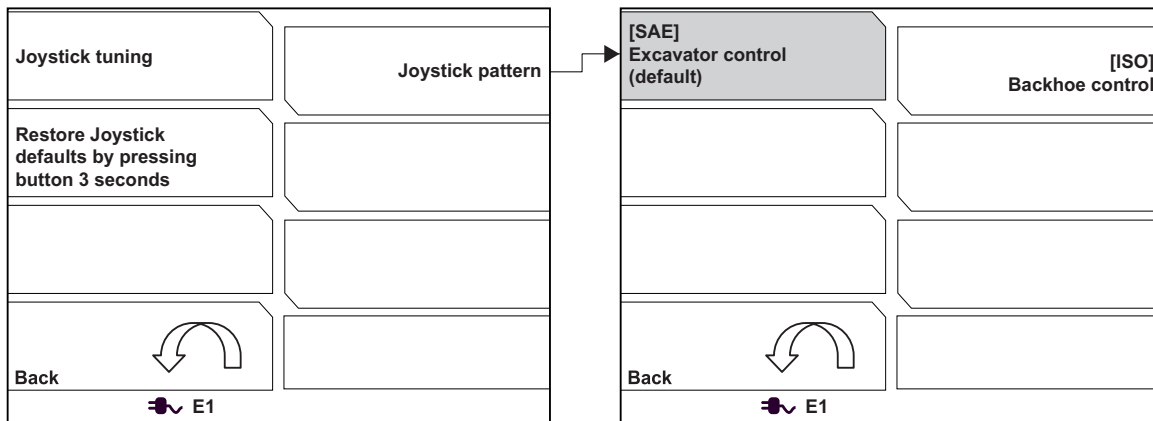 Joystick tuning
Joystick pattern
Restore Joystick
defaults by pressing
button 3 seconds
Back
E1
[SAE]
Excavator control
(default)
[ISO]
Backhoe control
Back
E1